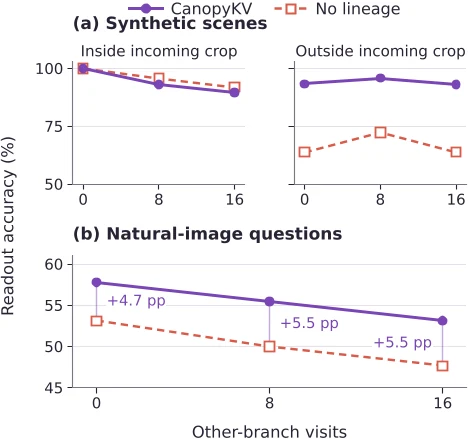 CanopyKV No lineage
(a) Synthetic scenes
Inside incoming crop Outside incoming crop
100
75
50
0 8 16 0 8 16
Readout accuracy (%)
(b) Natural-image questions
60
55
50
45
+4.7 pp
+5.5 pp
+5.5 pp
0 8 16
Other-branch visits